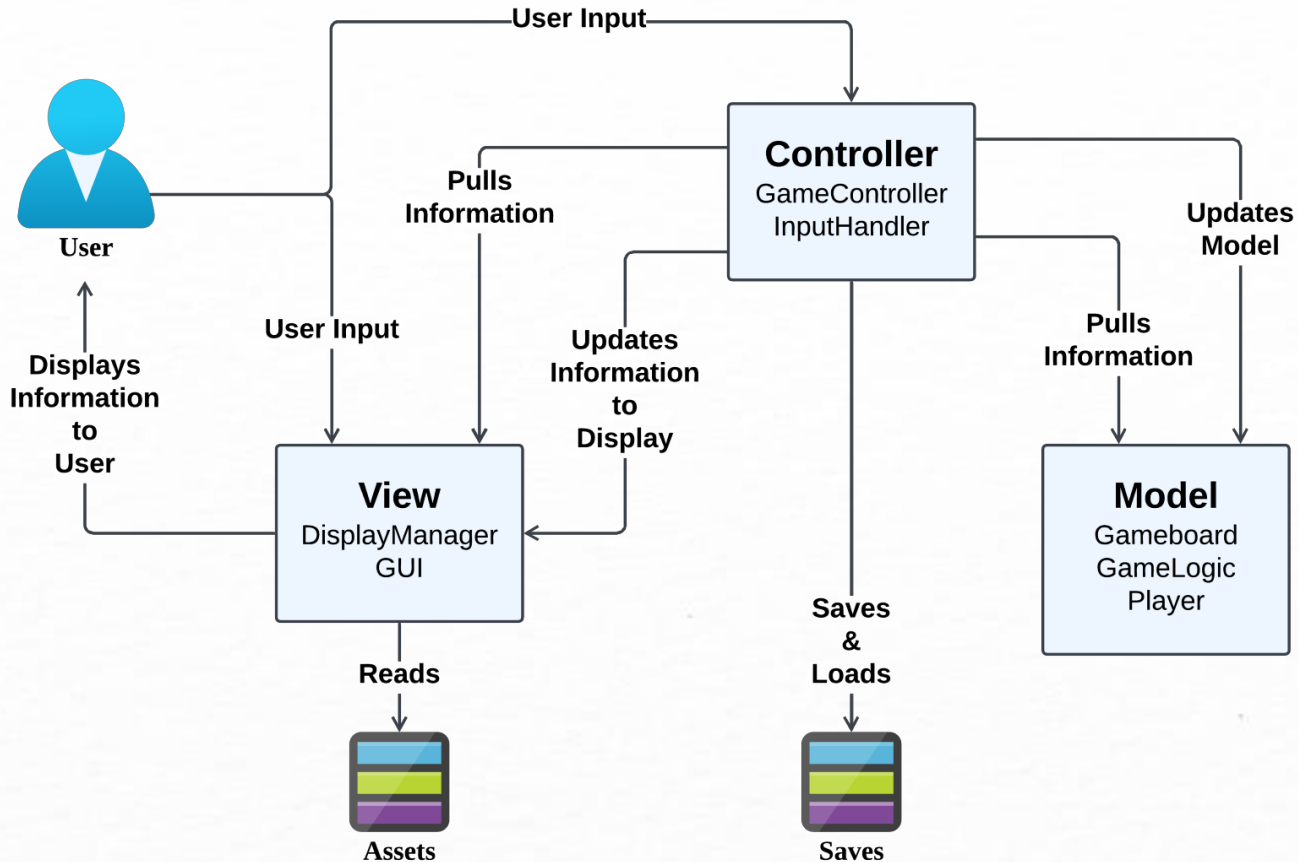 User Input
Controller
GameController
InputHandler
Pulls
Information
Updates
Model
User
User Input
Updates
Information
to
Display
Pulls
Information
Displays
Information
to
User
View
DisplayManager
GUI
Model
Gameboard
GameLogic
Player
Saves
&
Loads
Reads
Assets
Saves